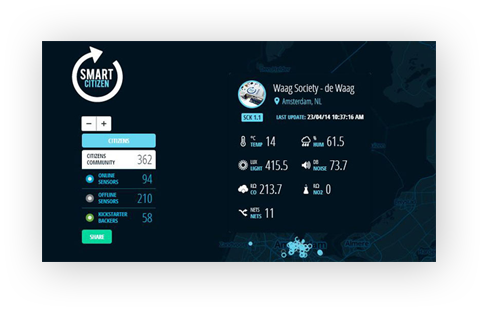 SMART
CITIZEN
− +
CITIZENS
CITIZENS
COMMUNITY 362
ONLINE
SENSORS 94
OFFLINE
SENSORS 210
KICKSTARTER
BACKERS 58
SHARE
Waag Society - de Waag
Amsterdam, NL
SCK 1.1 LAST UPDATE: 23/04/14 10:37:16 AM
ºC
TEMP 14
%
HUM 61.5
LUX
LIGHT 415.5
DB
NOISE 73.7
KΩ
CO 213.7
KΩ
NO2 0
NETS
NETS 11